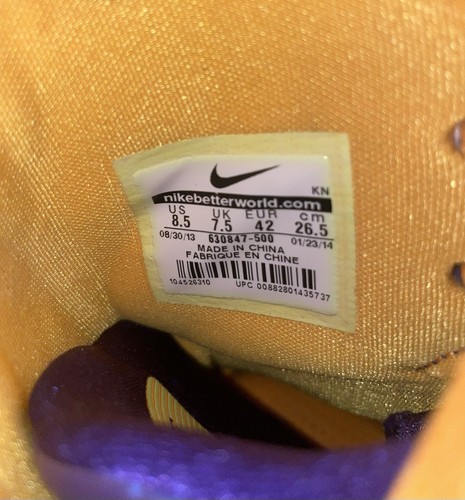 KN
nikebetterworld.com
US UK EUR cm
8.5 7.5 42 26.5
08/30/13 630847-500 01/23/14
MADE IN CHINA
FABRIQUE EN CHINE
104526310 UPC 00882801435737